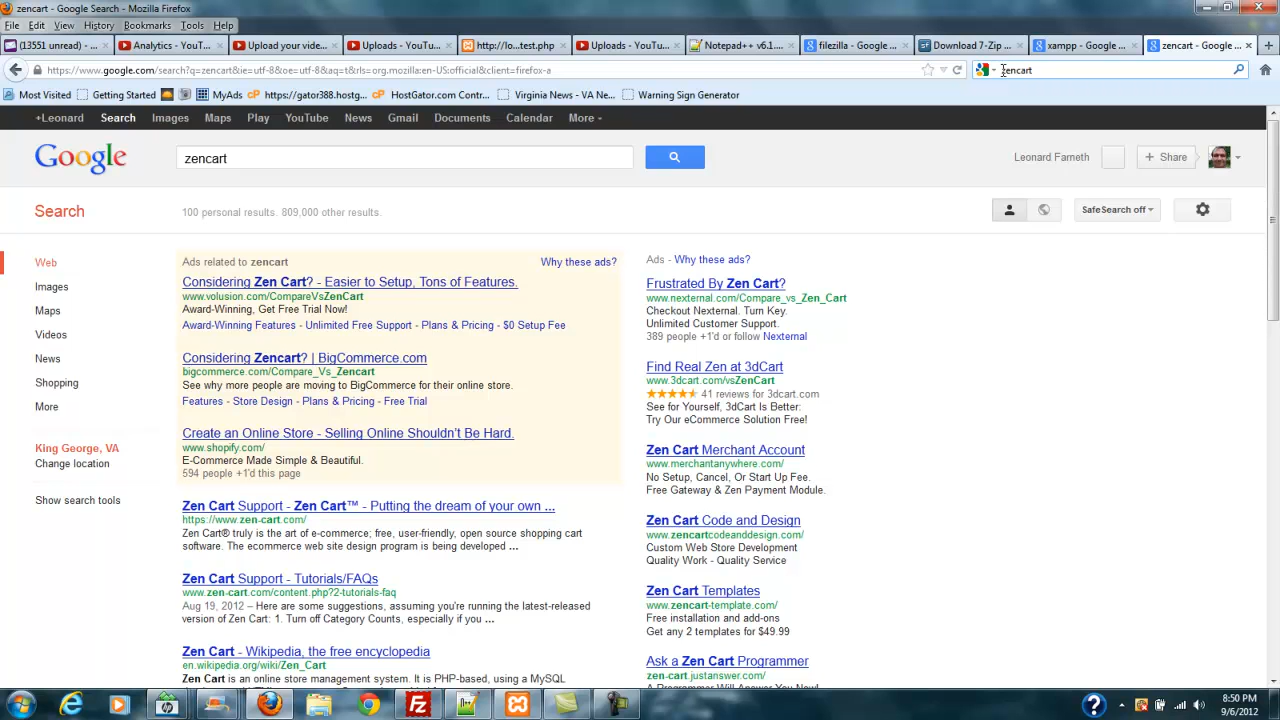 zencart - Google Search - Mozilla Firefox
File Edit View History Bookmarks Tools Help
(13551 unread) - ... Analytics - YouT... Upload your vide... Uploads - YouTu... http://lo...test.php Uploads - YouTu... Notepad++ v6.1.... filezilla - Google ... Download 7-Zip ... xampp - Google ... zencart - Google ...
https://www.google.com/search?q=zencart&ie=utf-8&oe=utf-8&aq=t&rls=org.mozilla:en-US:official&client=firefox-a zencart
Most Visited Getting Started MyAds https://gator388.hostg... HostGator.com Contr... Virginia News - VA Ne... Warning Sign Generator
+Leonard Search Images Maps Play YouTube News Gmail Documents Calendar More
Google zencart Leonard Fameth + Share
Search 100 personal results. 809,000 other results. SafeSearch off
Web
Images
Maps
Videos
News
Shopping
More
King George, VA
Change location
Show search tools
Ads related to zencart Why these ads?
Considering Zen Cart? - Easier to Setup, Tons of Features.
www.volusion.com/CompareVsZenCart
Award-Winning, Get Free Trial Now!
Award-Winning Features - Unlimited Free Support - Plans & Pricing - $0 Setup Fee
Considering Zencart? | BigCommerce.com
bigcommerce.com/Compare_Vs_Zencart
See why more people are moving to BigCommerce for their online store.
Features - Store Design - Plans & Pricing - Free Trial
Create an Online Store - Selling Online Shouldn't Be Hard.
www.shopify.com/
E-Commerce Made Simple & Beautiful.
594 people +1'd this page
Zen Cart Support - Zen Cart™ - Putting the dream of your own ...
https://www.zen-cart.com/
Zen Cart® truly is the art of e-commerce; free, user-friendly, open source shopping cart
software. The ecommerce web site design program is being developed ...
Zen Cart Support - Tutorials/FAQs
www.zen-cart.com/content.php?2-tutorials-faq
Aug 19, 2012 – Here are some suggestions, assuming you're running the latest-released
version of Zen Cart: 1. Turn off Category Counts, especially if you ...
Zen Cart - Wikipedia, the free encyclopedia
en.wikipedia.org/wiki/Zen_Cart
Zen Cart is an online store management system. It is PHP-based, using a MySQL
Ads - Why these ads?
Frustrated By Zen Cart?
www.nexternal.com/Compare_vs_Zen_Cart
Checkout Nexternal. Turn Key.
Unlimited Customer Support.
389 people +1'd or follow Nexternal
Find Real Zen at 3dCart
www.3dcart.com/vsZenCart
41 reviews for 3dcart.com
See for Yourself, 3dCart Is Better:
Try Our eCommerce Solution Free!
Zen Cart Merchant Account
www.merchantanywhere.com/
No Setup, Cancel, Or Start Up Fee.
Free Gateway & Zen Payment Module.
Zen Cart Code and Design
www.zencartcodeanddesign.com/
Custom Web Store Development
Quality Work - Quality Service
Zen Cart Templates
www.zencart-template.com/
Free installation and add-ons
Get any 2 templates for $49.99
Ask a Zen Cart Programmer
zen-cart.justanswer.com/
A Programmer Will Answer You Now!
8:50 PM
9/6/2012